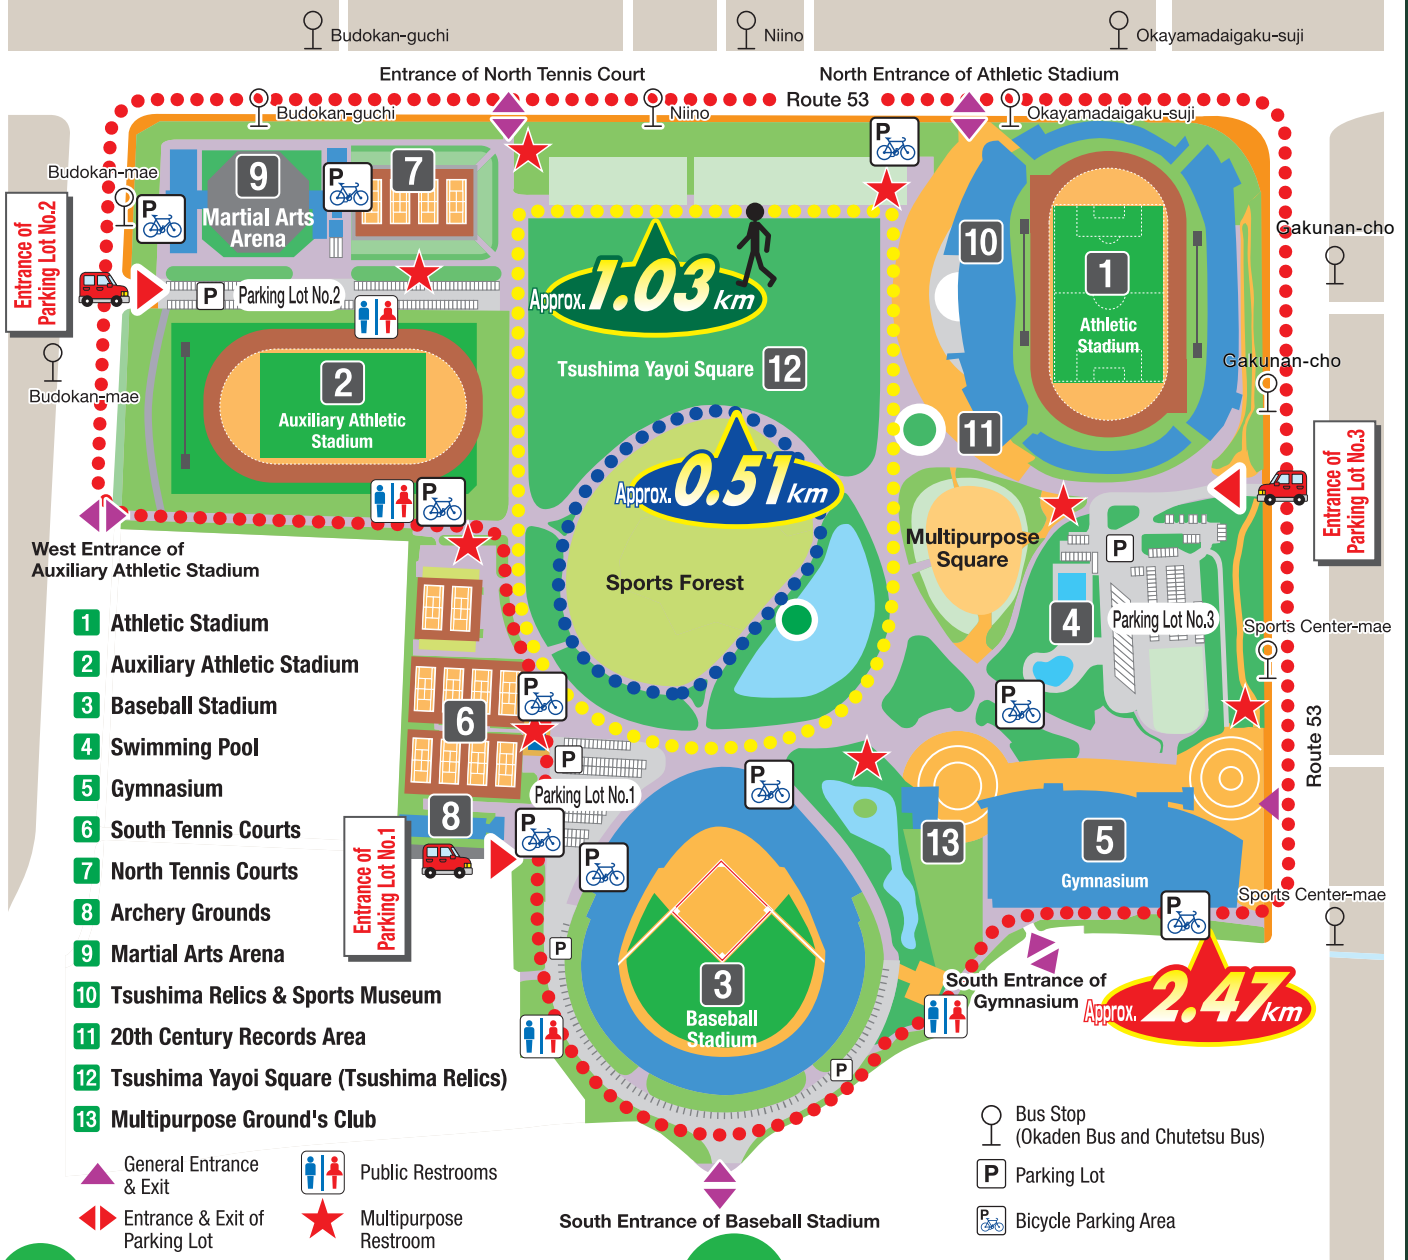 Budokan-guchi
Niino
Okayamadaigaku-suji
Entrance of North Tennis Court
North Entrance of Athletic Stadium
Route 53
Budokan-guchi
Niino
Okayamadaigaku-suji
P
Budokan-mae
9
Martial Arts
Arena
P
7
P
Entrance of
Parking Lot No.2
10
1
Athletic
Stadium
Gakunan-cho
Approx. 1.03 km
P
Parking Lot No.2
Tsushima Yayoi Square
12
Budokan-mae
2
Auxiliary Athletic
Stadium
Gakunan-cho
11
Approx. 0.51 km
P
Entrance of
Parking Lot No.3
West Entrance of
Auxiliary Athletic Stadium
Multipurpose
Square
P
Sports Forest
4
Parking Lot No.3
Sports Center-mae
1 Athletic Stadium
2 Auxiliary Athletic Stadium
3 Baseball Stadium
4 Swimming Pool
5 Gymnasium
6 South Tennis Courts
7 North Tennis Courts
8 Archery Grounds
9 Martial Arts Arena
10 Tsushima Relics & Sports Museum
11 20th Century Records Area
12 Tsushima Yayoi Square (Tsushima Relics)
13 Multipurpose Ground's Club
6
P
P
P
Parking Lot No.1
P
Route 53
8
P
Entrance of
Parking Lot No.1
P
13
5
Gymnasium
P
Sports Center-mae
P
3
Baseball
Stadium
South Entrance of
Gymnasium
Approx. 2.47 km
P
General Entrance
& Exit
Entrance & Exit of
Parking Lot
Public Restrooms
Multipurpose
Restroom
South Entrance of Baseball Stadium
Bus Stop
(Okaden Bus and Chutetsu Bus)
P Parking Lot
P Bicycle Parking Area